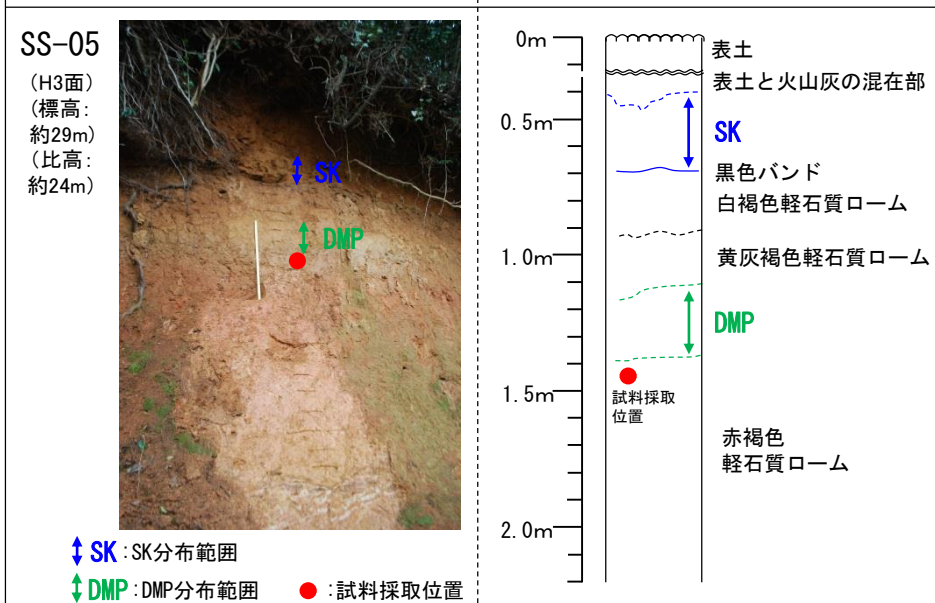 SS-05
(H3面)
(標高:
約29m)
(比高:
約24m)
SK
DMP
SK:SK分布範囲
DMP:DMP分布範囲
:試料採取位置
0m
表土
表土と火山灰の混在部
0.5m
SK
黒色バンド
白褐色軽石質ローム
1.0m
黄灰褐色軽石質ローム
DMP
1.5m
試料採取
位置
赤褐色
軽石質ローム
2.0m